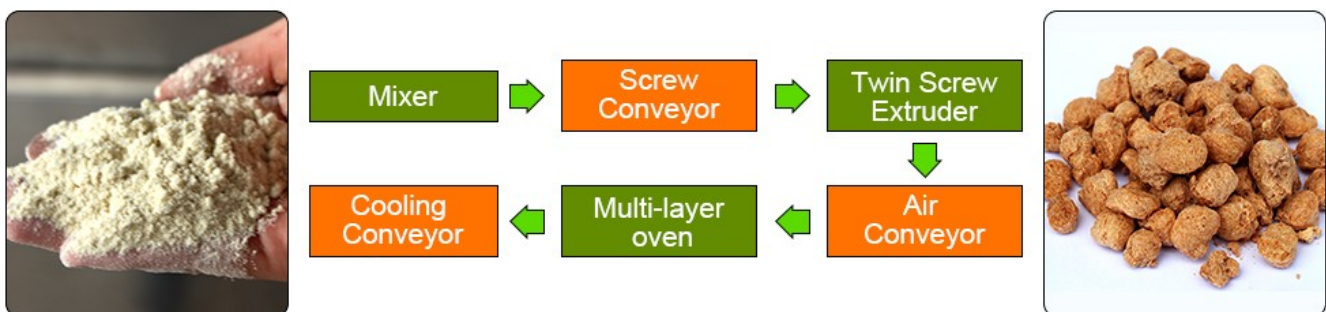 Mixer
Screw
Conveyor
Twin Screw
Extruder
Cooling
Conveyor
Multi-layer
oven
Air
Conveyor